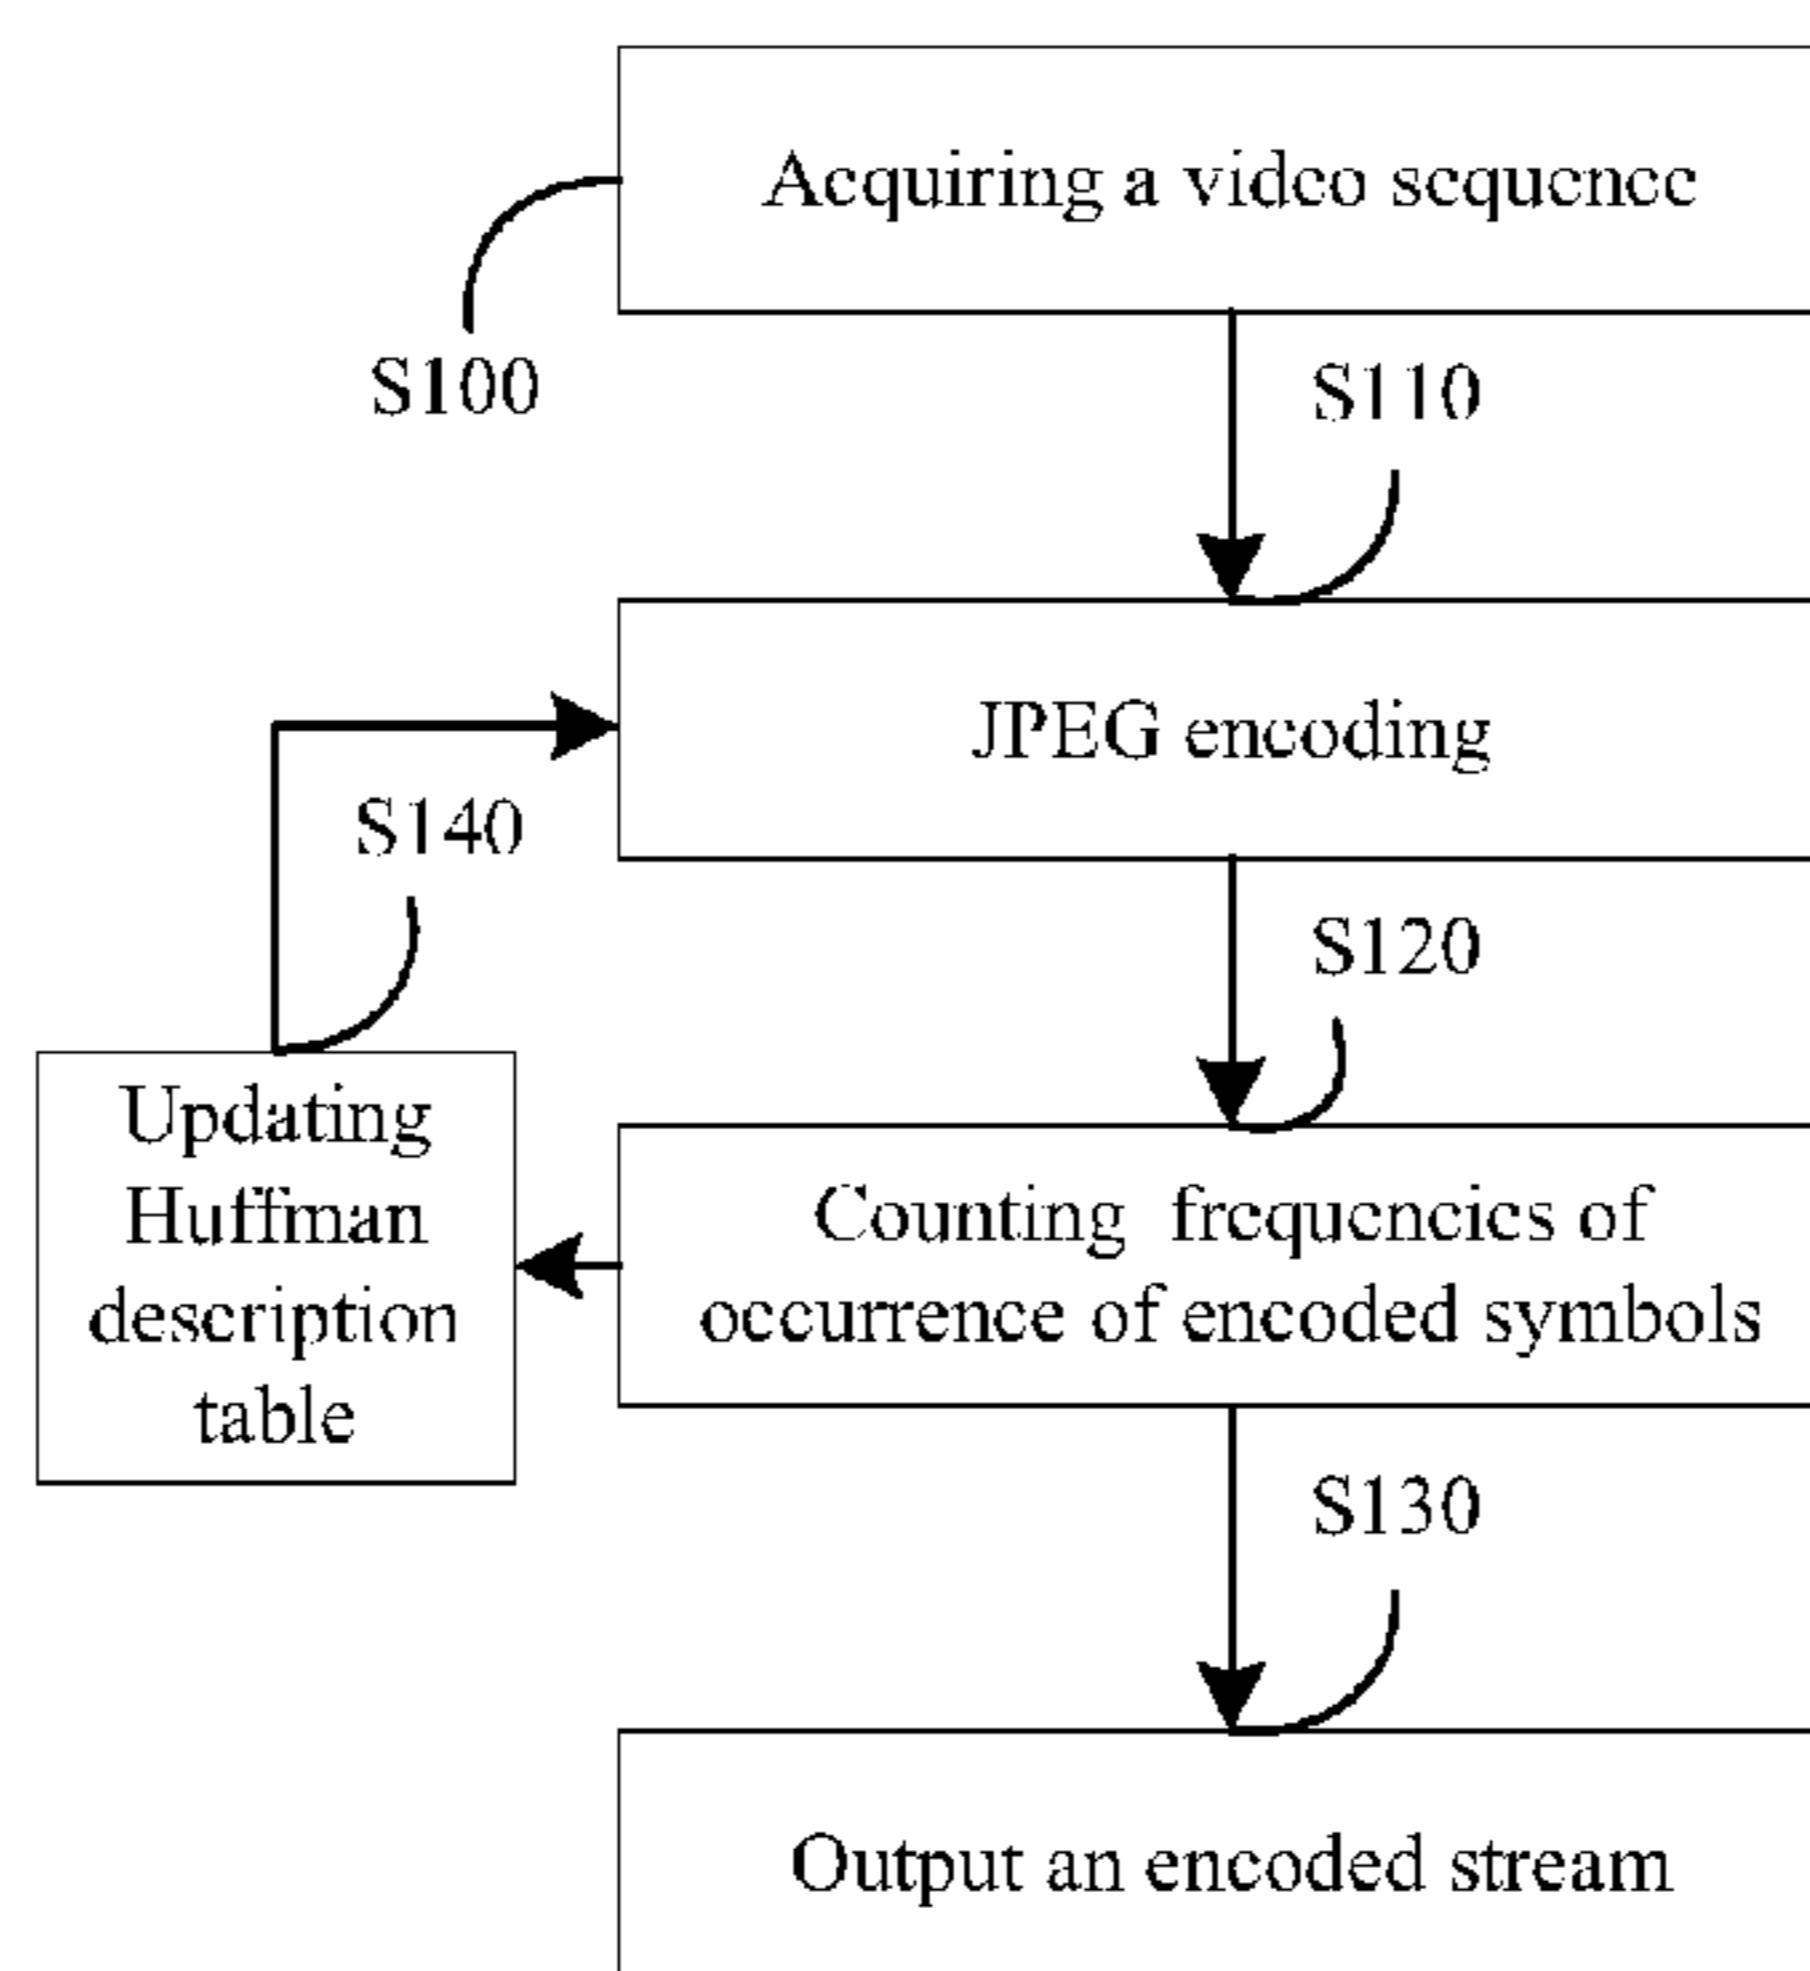 Acquiring a video sequence
S100
S110
JPEG encoding
S140
S120
Updating
Huffman
description
table
Counting frequencies of
occurrence of encoded symbols
S130
Output an encoded stream